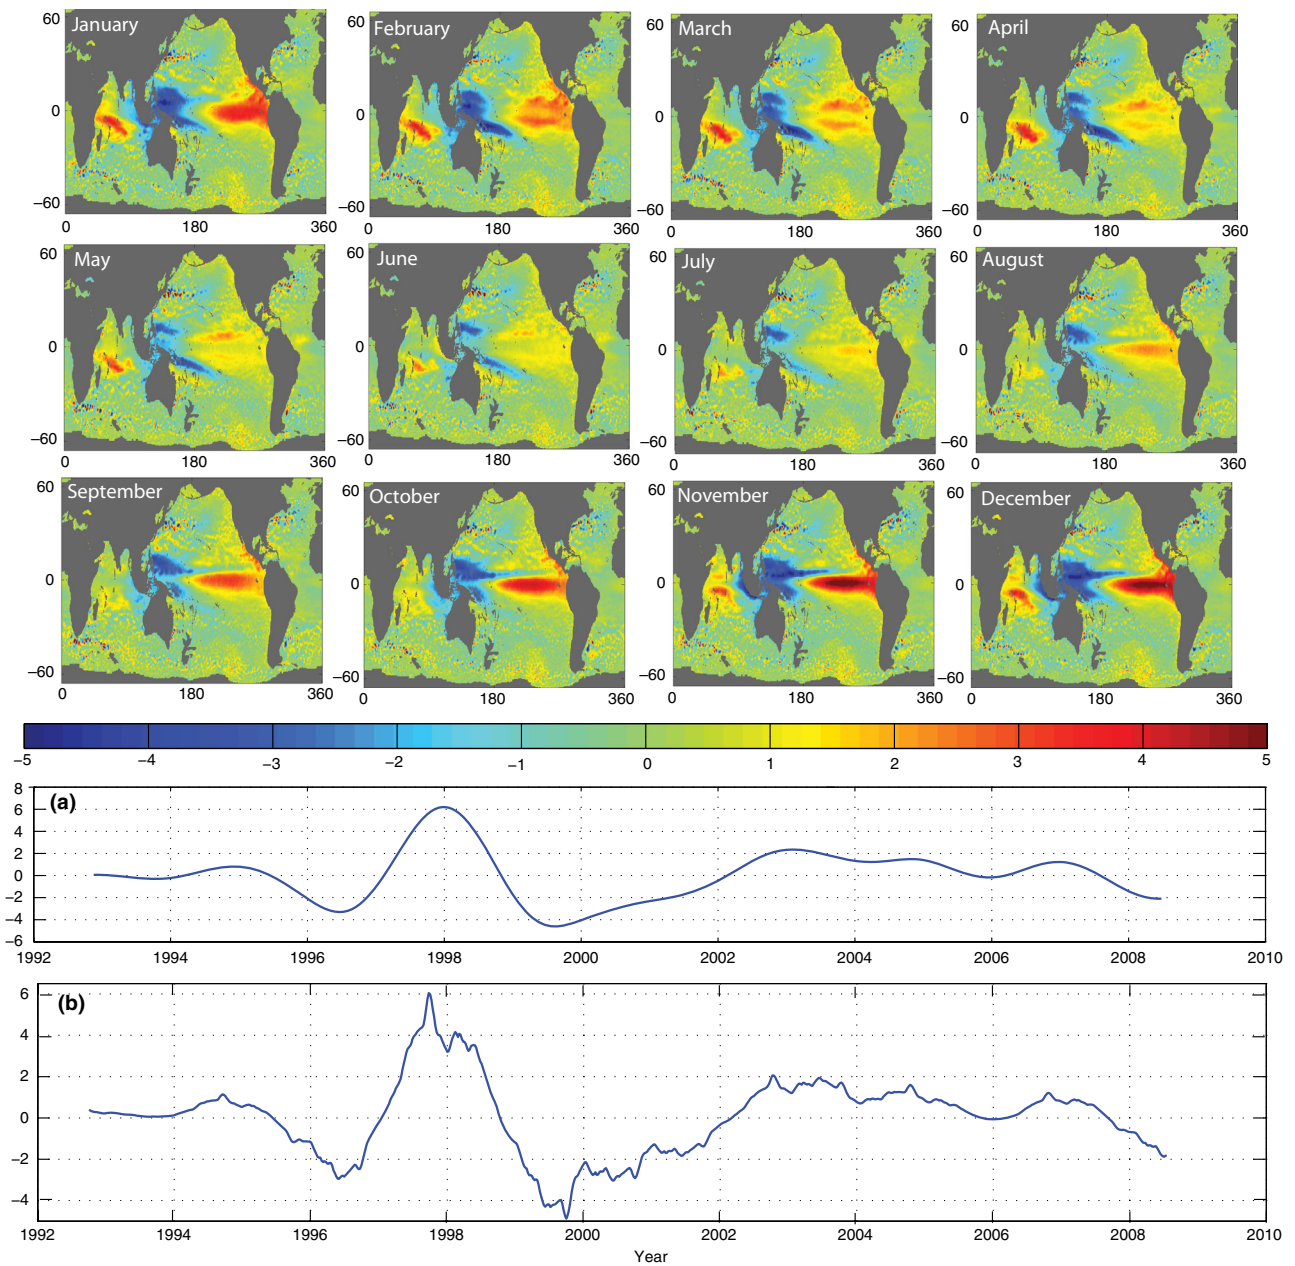 January February March April
60 60 60 60
0 0 0 0
−60 −60 −60 −60
0 180 360 0 180 360 0 180 360 0 180 360
May June July August
60 60 60 60
0 0 0 0
−60 −60 −60 −60
0 180 360 0 180 360 0 180 360 0 180 360
September October November December
60 60 60 60
0 0 0 0
−60 −60 −60 −60
0 180 360 0 180 360 0 180 360 0 180 360
−5 −4 −3 −2 −1 0 1 2 3 4 5
(a)
8
6
4
2
0
−2
−4
−6
1992 1994 1996 1998 2000 2002 2004 2006 2008 2010
(b)
6
4
2
0
−2
−4
1992 1994 1996 1998 2000 2002 2004 2006 2008 2010
Year